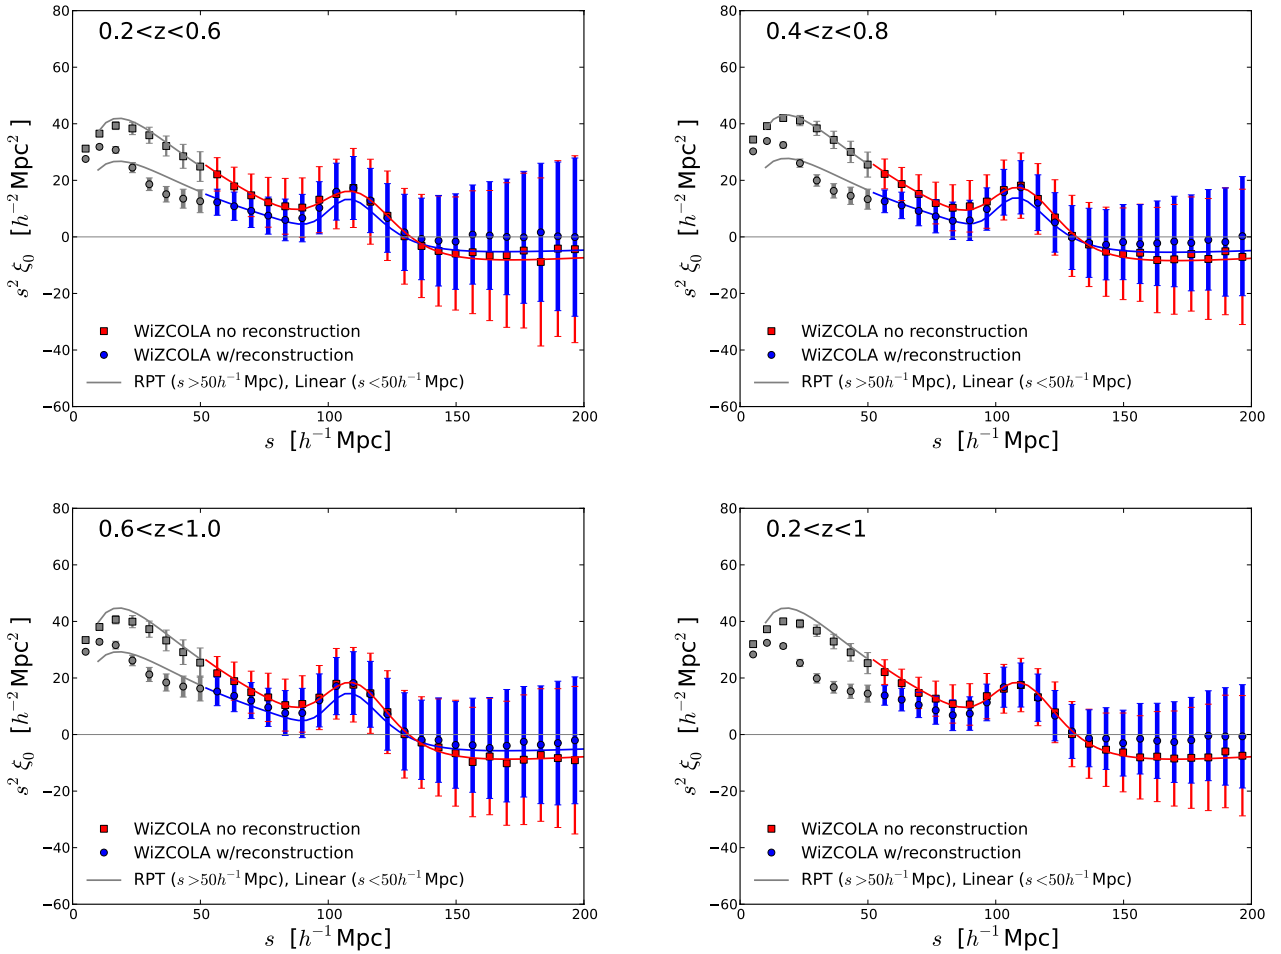 0.2<z<0.6
80
60
40
20
0
−20
−40
−60
s² ξ₀ [h⁻² Mpc²]
WiZCOLA no reconstruction
WiZCOLA w/reconstruction
RPT (s>50h⁻¹ Mpc), Linear (s<50h⁻¹ Mpc)
0 50 100 150 200
s [h⁻¹ Mpc]
0.4<z<0.8
80
60
40
20
0
−20
−40
−60
s² ξ₀ [h⁻² Mpc²]
WiZCOLA no reconstruction
WiZCOLA w/reconstruction
RPT (s>50h⁻¹ Mpc), Linear (s<50h⁻¹ Mpc)
0 50 100 150 200
s [h⁻¹ Mpc]
0.6<z<1.0
80
60
40
20
0
−20
−40
−60
s² ξ₀ [h⁻² Mpc²]
WiZCOLA no reconstruction
WiZCOLA w/reconstruction
RPT (s>50h⁻¹ Mpc), Linear (s<50h⁻¹ Mpc)
0 50 100 150 200
s [h⁻¹ Mpc]
0.2<z<1
80
60
40
20
0
−20
−40
−60
s² ξ₀ [h⁻² Mpc²]
WiZCOLA no reconstruction
WiZCOLA w/reconstruction
RPT (s>50h⁻¹ Mpc), Linear (s<50h⁻¹ Mpc)
0 50 100 150 200
s [h⁻¹ Mpc]